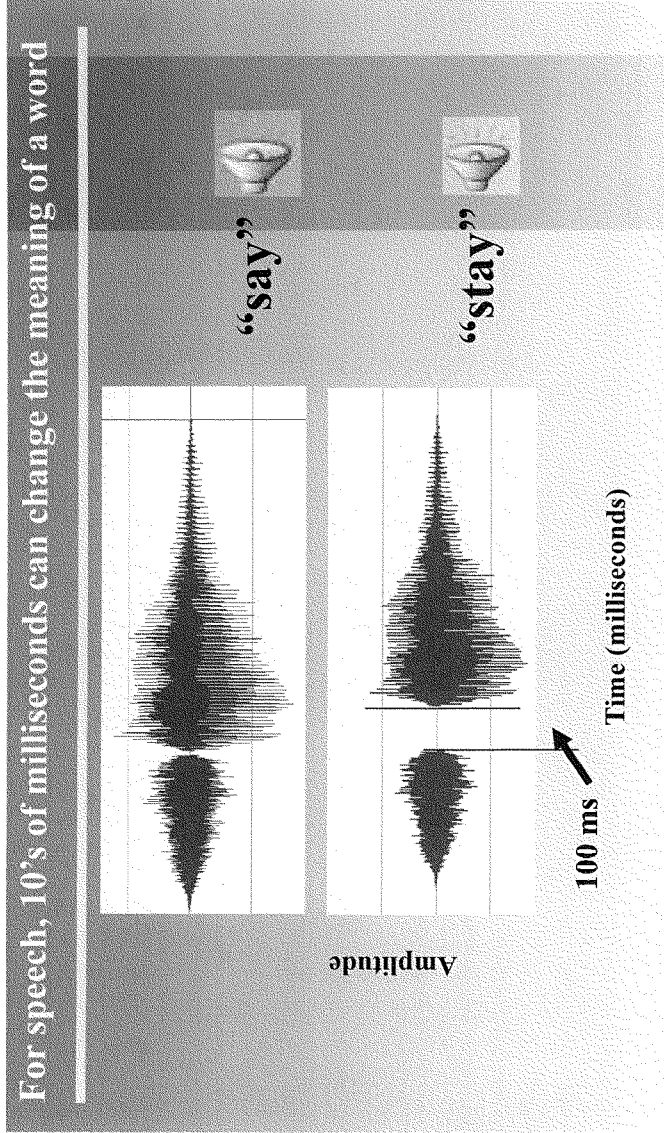 For speech, 10's of milliseconds can change the meaning of a word
“say”
“stay”
Amplitude
100 ms
Time (milliseconds)